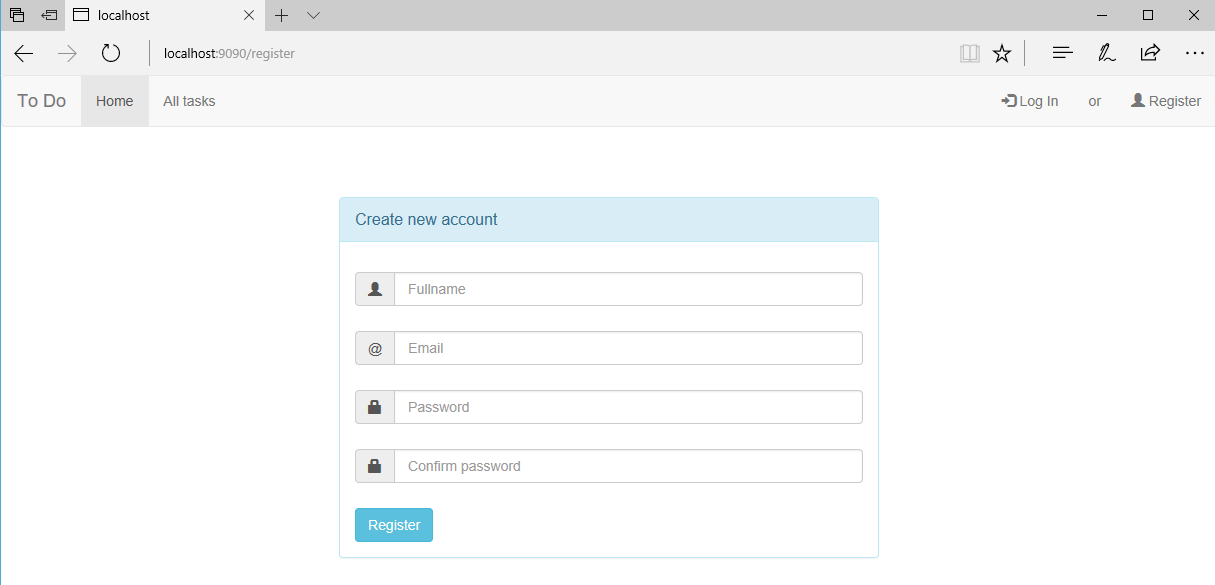 localhost
localhost:9090/register
To Do Home All tasks Log In or Register
Create new account
Fullname
@ Email
Password
Confirm password
Register